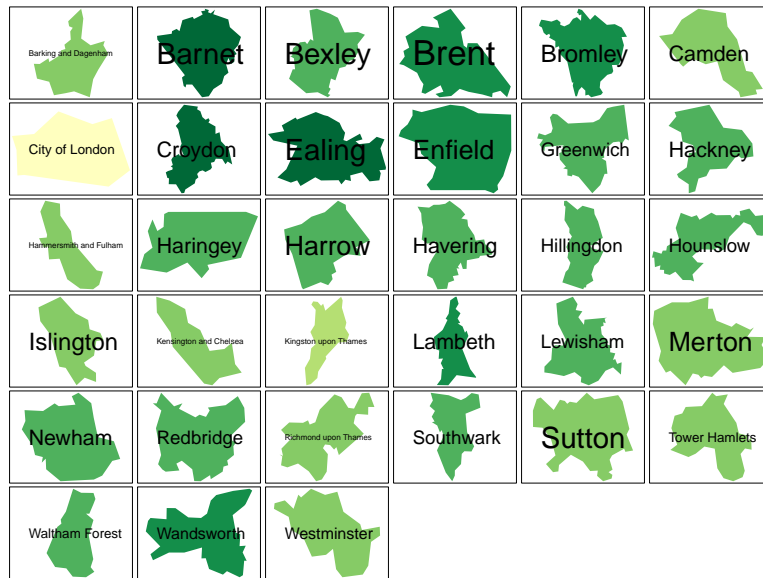 Barking and Dagenham
Barnet
Bexley
Brent
Bromley
Camden
City of London
Croydon
Ealing
Enfield
Greenwich
Hackney
Hammersmith and Fulham
Haringey
Harrow
Havering
Hillingdon
Hounslow
Islington
Kensington and Chelsea
Kingston upon Thames
Lambeth
Lewisham
Merton
Newham
Redbridge
Richmond upon Thames
Southwark
Sutton
Tower Hamlets
Waltham Forest
Wandsworth
Westminster